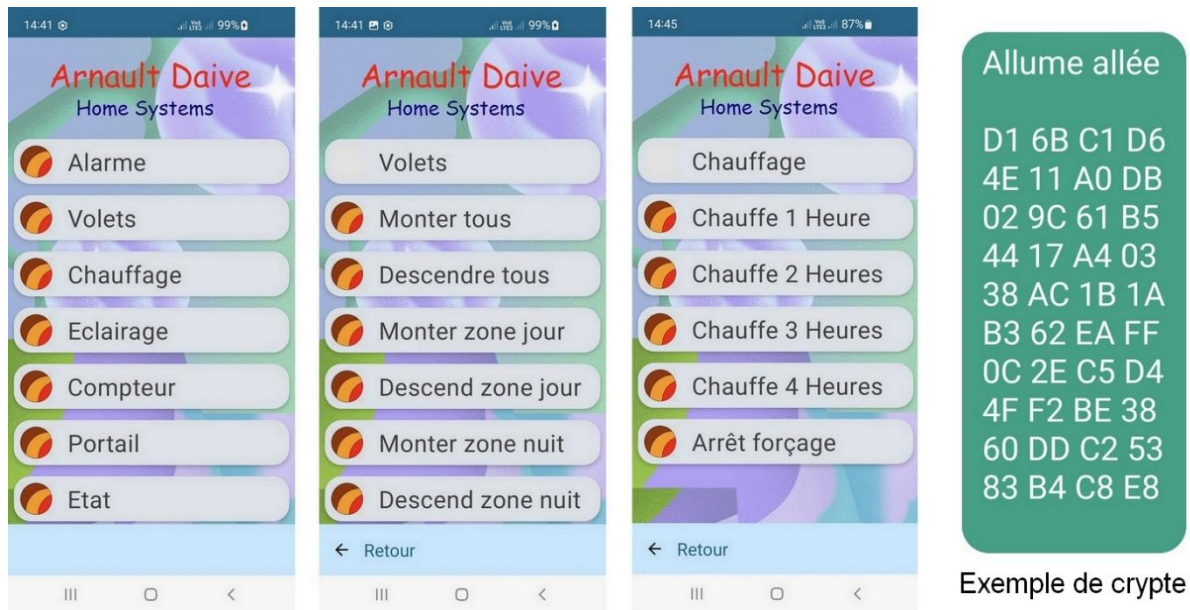 14:41
VoB
LTE2
99%
Arnault Daive
Home Systems
Alarme
Volets
Chauffage
Eclairage
Compteur
Portail
Etat
14:41
99%
Arnault Daive
Home Systems
Volets
Monter tous
Descendre tous
Monter zone jour
Descend zone jour
Monter zone nuit
Descend zone nuit
Retour
14:45
87%
Arnault Daive
Home Systems
Chauffage
Chauffe 1 Heure
Chauffe 2 Heures
Chauffe 3 Heures
Chauffe 4 Heures
Arrêt forçage
Retour
Allume allée
D1 6B C1 D6
4E 11 A0 DB
02 9C 61 B5
44 17 A4 03
38 AC 1B 1A
B3 62 EA FF
0C 2E C5 D4
4F F2 BE 38
60 DD C2 53
83 B4 C8 E8
Exemple de crypte